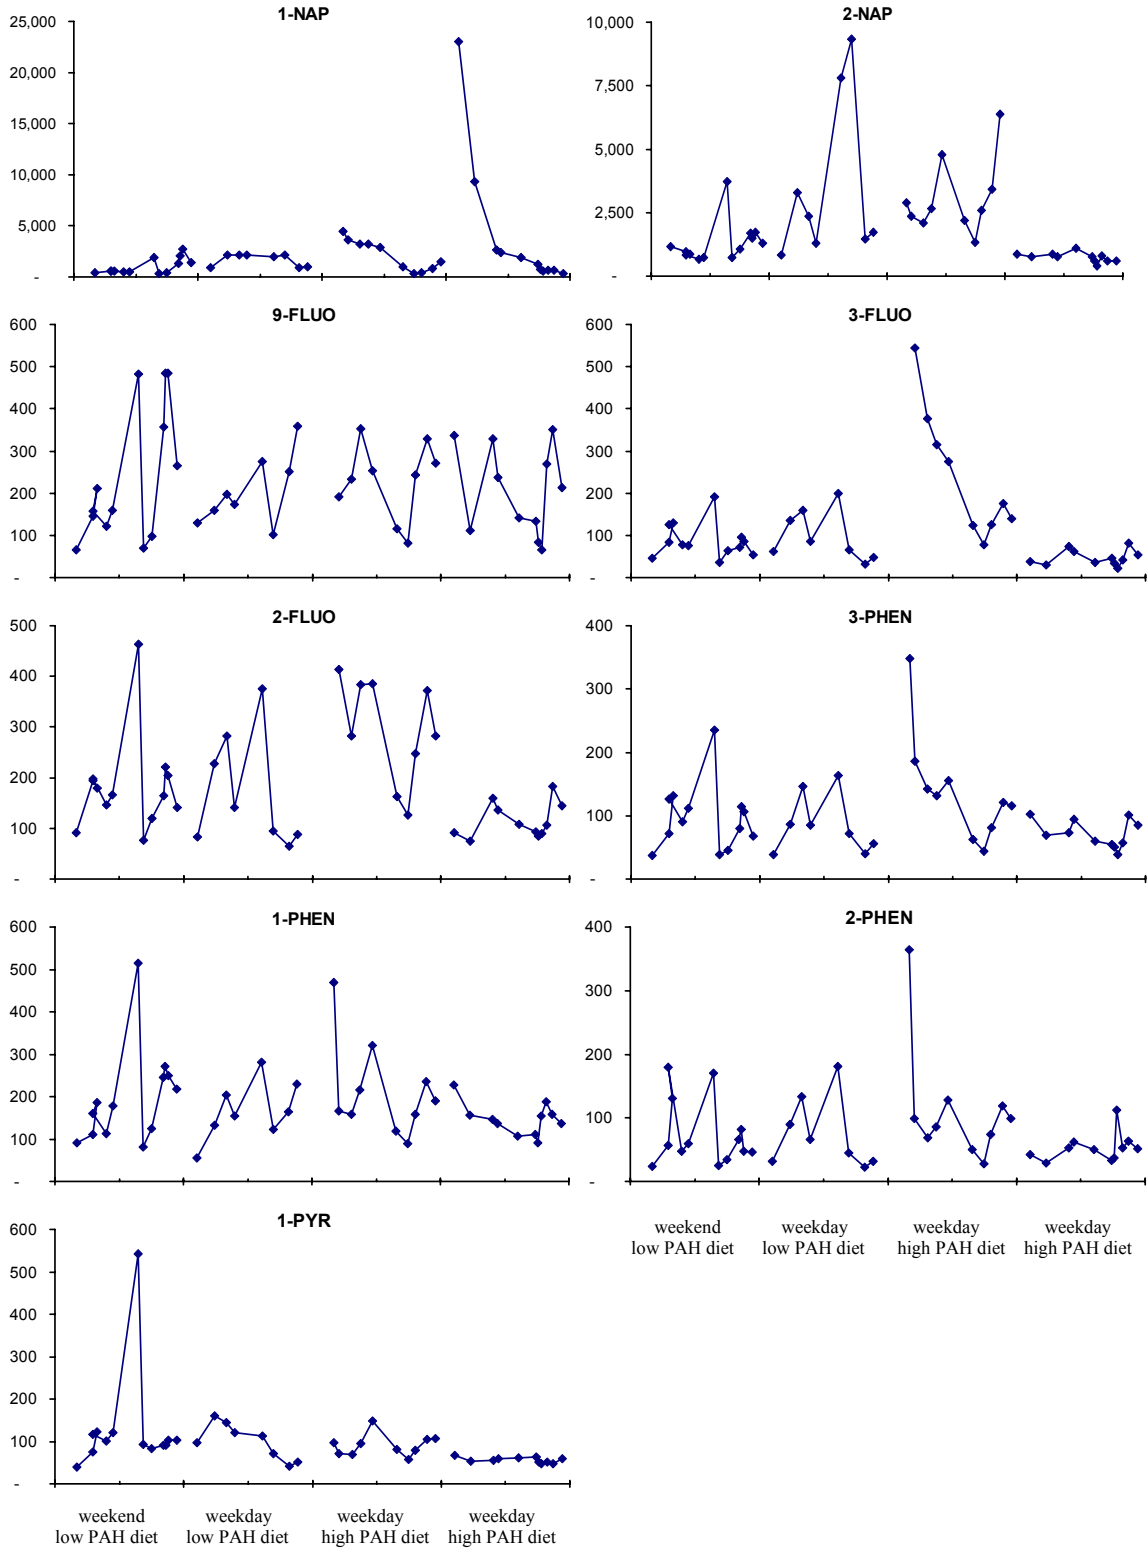 1-NAP
25,000
20,000
15,000
10,000
5,000
-
2-NAP
10,000
7,500
5,000
2,500
-
9-FLUO
600
500
400
300
200
100
-
3-FLUO
600
500
400
300
200
100
-
2-FLUO
500
400
300
200
100
-
3-PHEN
400
300
200
100
-
1-PHEN
600
500
400
300
200
100
-
2-PHEN
400
300
200
100
-
weekend
low PAH diet
weekday
low PAH diet
weekday
high PAH diet
weekday
high PAH diet
1-PYR
600
500
400
300
200
100
-
weekend
low PAH diet
weekday
low PAH diet
weekday
high PAH diet
weekday
high PAH diet